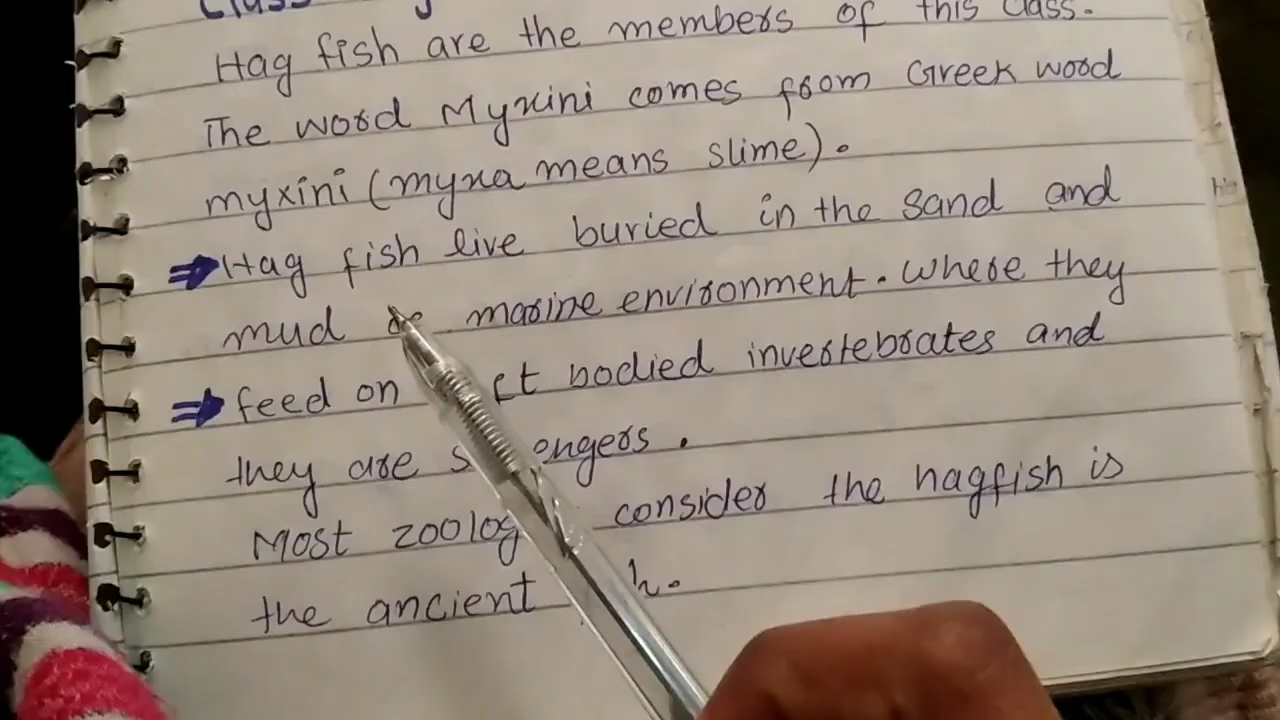 Class
Hag fish are the members of this class.
The word Myxini comes from Greek word
myxini (myxa means slime).
⇒ Hag fish live buried in the sand and
mud marine environment. Where they
⇒ feed on bodied invertebrates and
they are
Most consider the hagfish is
the ancient